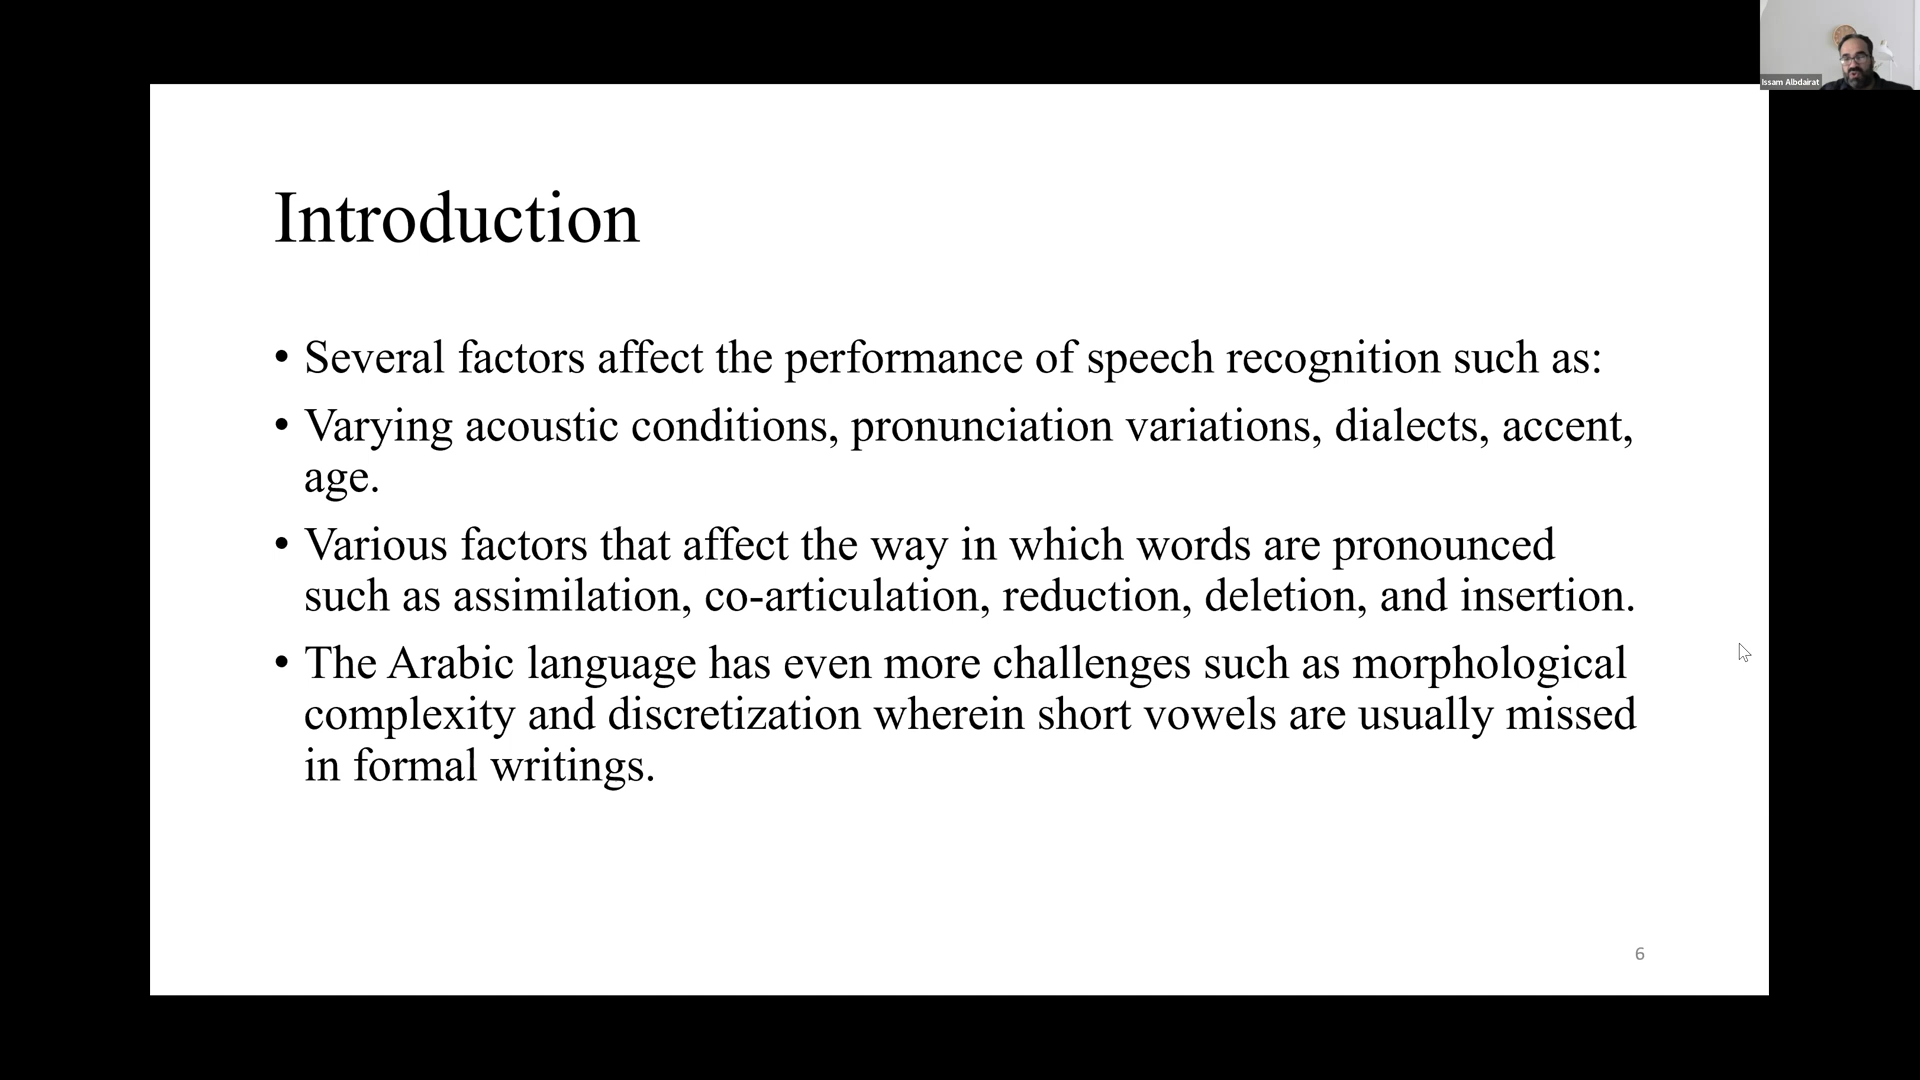 Issam Albdairat
Introduction
• Several factors affect the performance of speech recognition such as:
• Varying acoustic conditions, pronunciation variations, dialects, accent,
age.
• Various factors that affect the way in which words are pronounced
such as assimilation, co-articulation, reduction, deletion, and insertion.
• The Arabic language has even more challenges such as morphological
complexity and discretization wherein short vowels are usually missed
in formal writings.
6